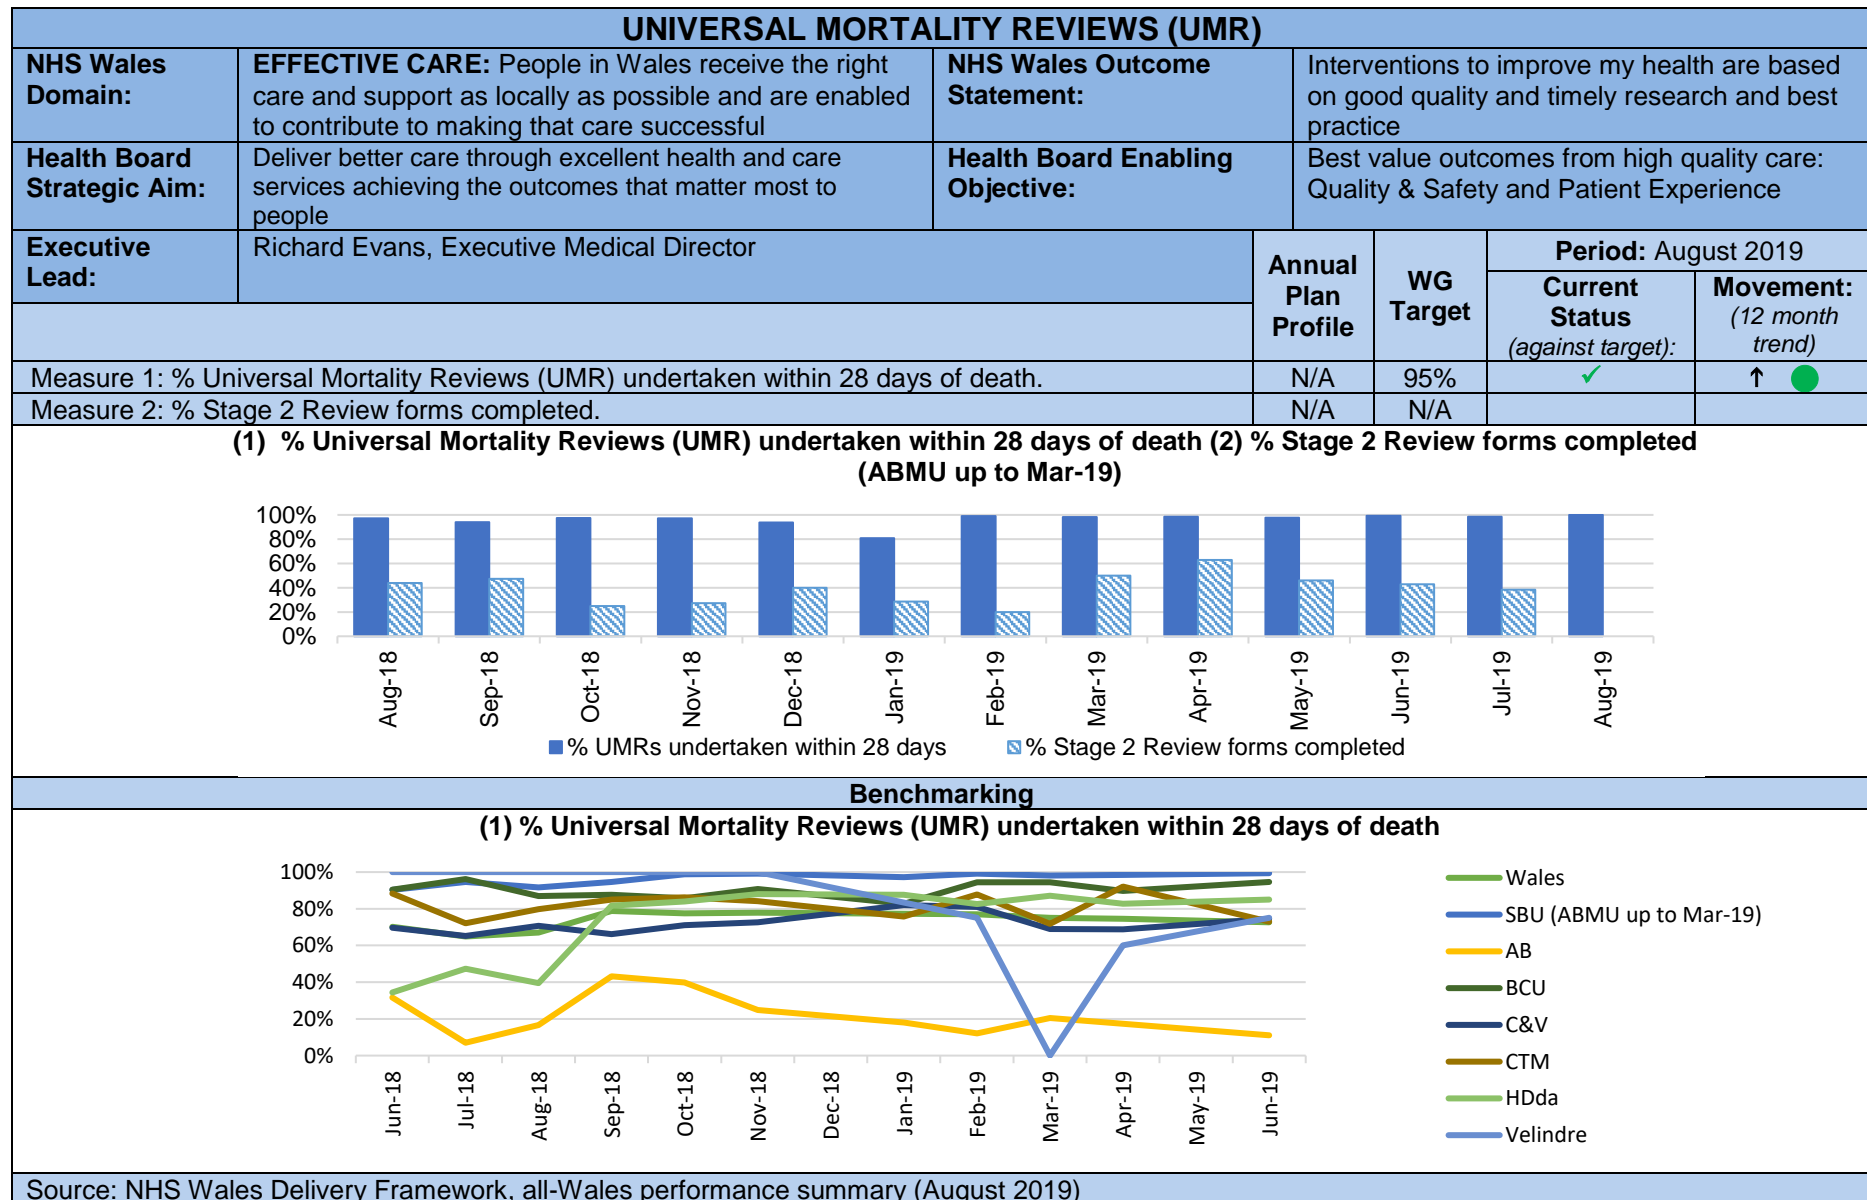 UNIVERSAL MORTALITY REVIEWS (UMR)
NHS Wales
Domain:
EFFECTIVE CARE: People in Wales receive the right
care and support as locally as possible and are enabled
to contribute to making that care successful
NHS Wales Outcome
Statement:
Interventions to improve my health are based
on good quality and timely research and best
practice
Health Board
Strategic Aim:
Deliver better care through excellent health and care
services achieving the outcomes that matter most to
people
Health Board Enabling
Objective:
Best value outcomes from high quality care:
Quality & Safety and Patient Experience
Executive
Lead:
Richard Evans, Executive Medical Director
Annual
Plan
Profile
WG
Target
Period: August 2019
Current
Status
(against target):
Movement:
(12 month
trend)
Measure 1: % Universal Mortality Reviews (UMR) undertaken within 28 days of death.
N/A
95%
✓
↑
Measure 2: % Stage 2 Review forms completed.
N/A
N/A
(1) % Universal Mortality Reviews (UMR) undertaken within 28 days of death (2) % Stage 2 Review forms completed
(ABMU up to Mar-19)
100%
80%
60%
40%
20%
0%
Aug-18
Sep-18
Oct-18
Nov-18
Dec-18
Jan-19
Feb-19
Mar-19
Apr-19
May-19
Jun-19
Jul-19
Aug-19
% UMRs undertaken within 28 days
% Stage 2 Review forms completed
Benchmarking
(1) % Universal Mortality Reviews (UMR) undertaken within 28 days of death
100%
80%
60%
40%
20%
0%
Jun-18
Jul-18
Aug-18
Sep-18
Oct-18
Nov-18
Dec-18
Jan-19
Feb-19
Mar-19
Apr-19
May-19
Jun-19
Wales
SBU (ABMU up to Mar-19)
AB
BCU
C&V
CTM
HDda
Velindre
Source: NHS Wales Delivery Framework, all-Wales performance summary (August 2019)